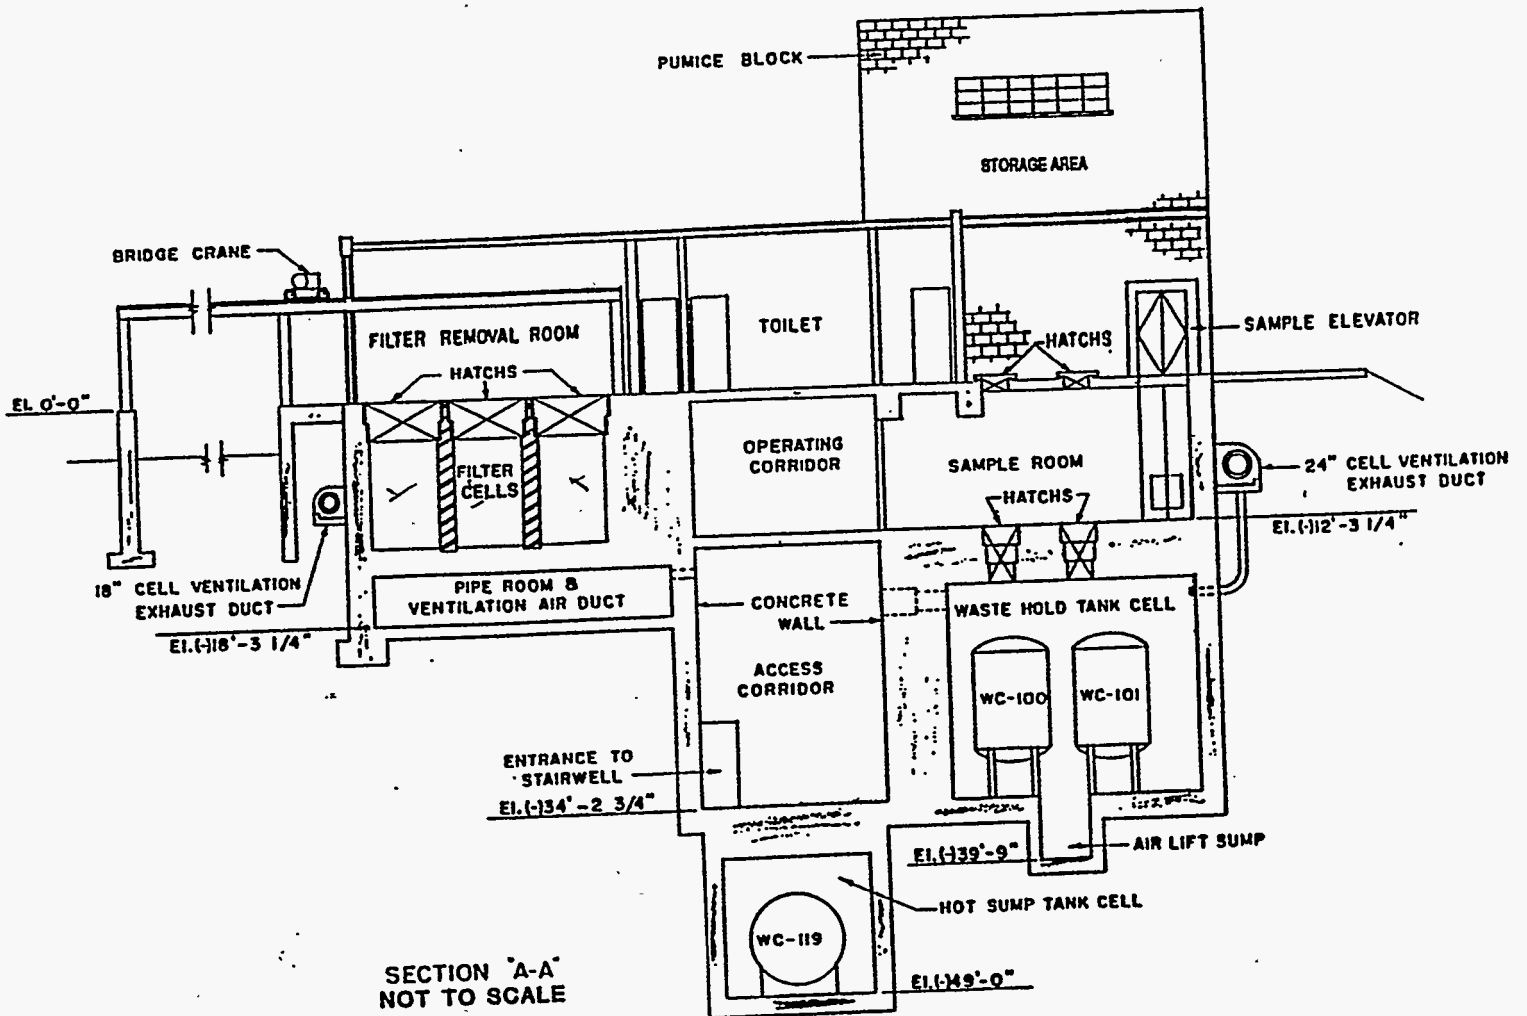 PUMICE BLOCK
STORAGE AREA
BRIDGE CRANE
FILTER REMOVAL ROOM
TOILET
SAMPLE ELEVATOR
HATCHS
HATCHS
EL 0'-0"
OPERATING
CORRIDOR
SAMPLE ROOM
FILTER
CELLS
24" CELL VENTILATION
EXHAUST DUCT
HATCHS
El.(-)12'-3 1/4"
18" CELL VENTILATION
EXHAUST DUCT
PIPE ROOM &
VENTILATION AIR DUCT
CONCRETE
WALL
WASTE HOLD TANK CELL
El.(-)18'-3 1/4"
ACCESS
CORRIDOR
WC-100
WC-101
ENTRANCE TO
STAIRWELL
El.(-)34'-2 3/4"
El.(-)39'-9"
AIR LIFT SUMP
HOT SUMP TANK CELL
WC-119
El.(-)49'-0"
SECTION "A-A"
NOT TO SCALE